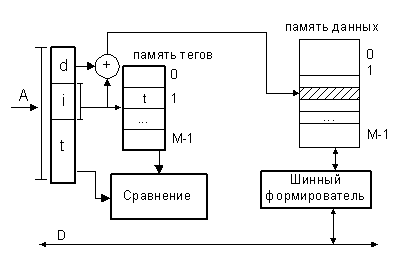 память данных
память тегов
d
+
0
0
1
A
i
t
1
...
...
t
M-1
M-1
Сравнение
Шинный
формирователь
D